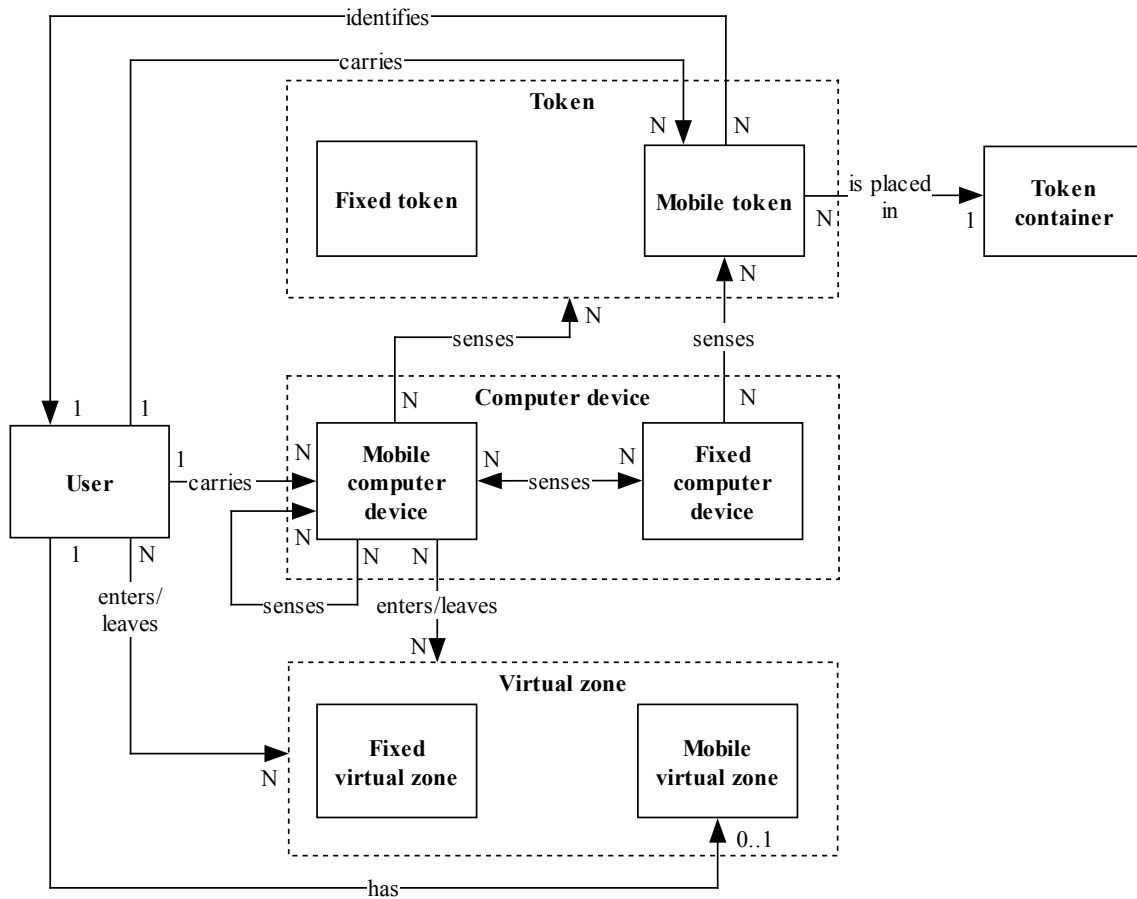 identifies
N
carries
Token
N
N
Fixed token
Mobile token
is placed
in
N
1
Token
container
N
N
senses
senses
Computer device
N
N
1
1
User
1
carries
N
Mobile
computer
device
N
senses
N
Fixed
computer
device
N
N
N
senses
1
N
enters/
leaves
enters/leaves
N
Virtual zone
Fixed
virtual zone
Mobile
virtual zone
N
0..1
has